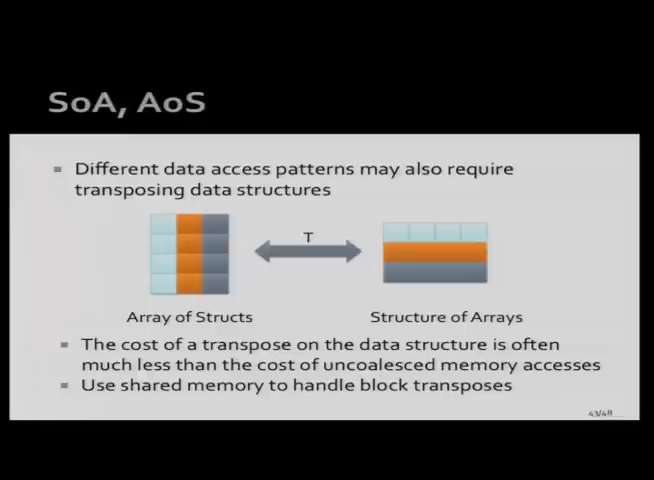 SoA, AoS
Different data access patterns may also require
transposing data structures
T
Array of Structs
Structure of Arrays
The cost of a transpose on the data structure is often
much less than the cost of uncoalesced memory accesses
Use shared memory to handle block transposes
43/48